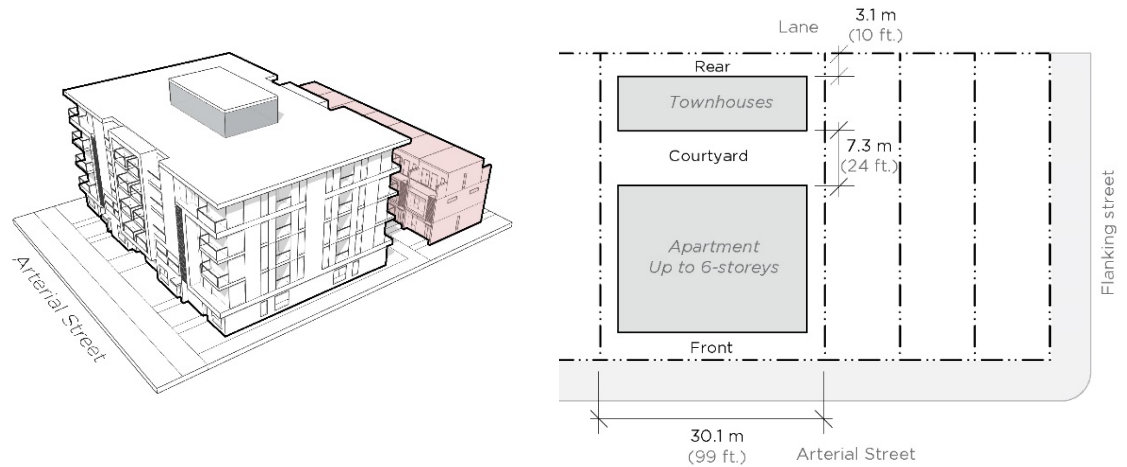 Arterial Street
Lane
3.1 m
(10 ft.)
Rear
Townhouses
Courtyard
7.3 m
(24 ft.)
Apartment
Up to 6-storeys
Front
Flanking street
30.1 m
(99 ft.)
Arterial Street